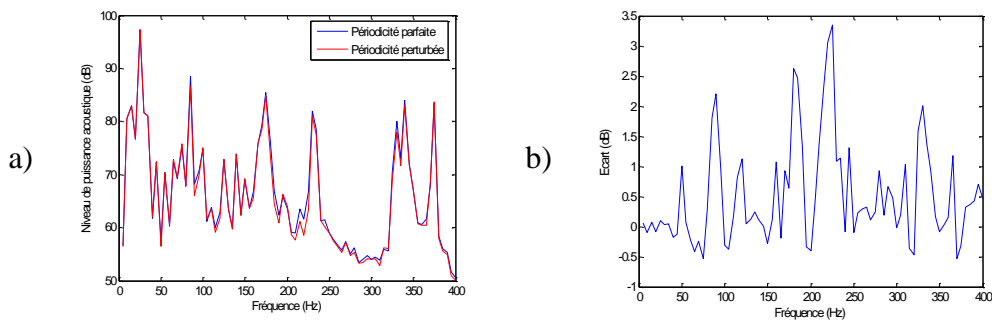 a)
Niveau de puissance acoustique (dB)
100
90
80
70
60
50
Périodicité parfaite
Périodicité perturbée
0 50 100 150 200 250 300 350 400
Fréquence (Hz)
b)
Ecart (dB)
3.5
3
2.5
2
1.5
1
0.5
0
-0.5
-1
0 50 100 150 200 250 300 350 400
Fréquence (Hz)